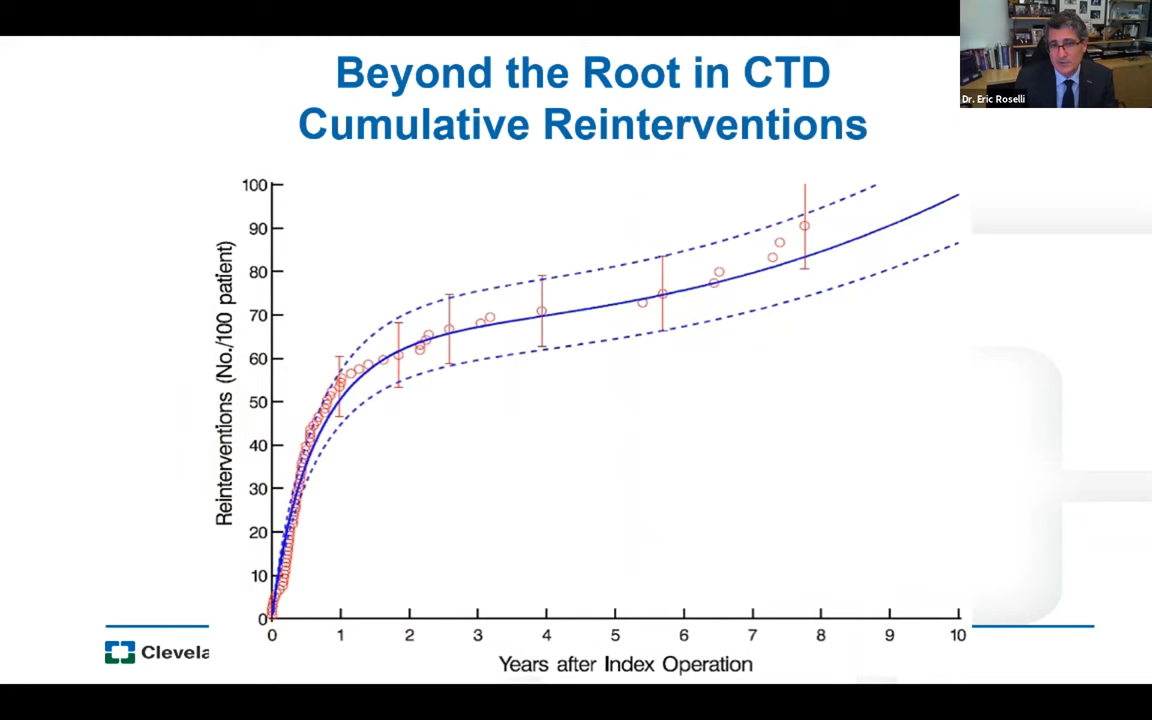 Beyond the Root in CTD
Cumulative Reinterventions
Dr. Eric Roselli
Reinterventions (No./100 patient)
100
90
80
70
60
50
40
30
20
10
0
0 1 2 3 4 5 6 7 8 9 10
Years after Index Operation
Clevela